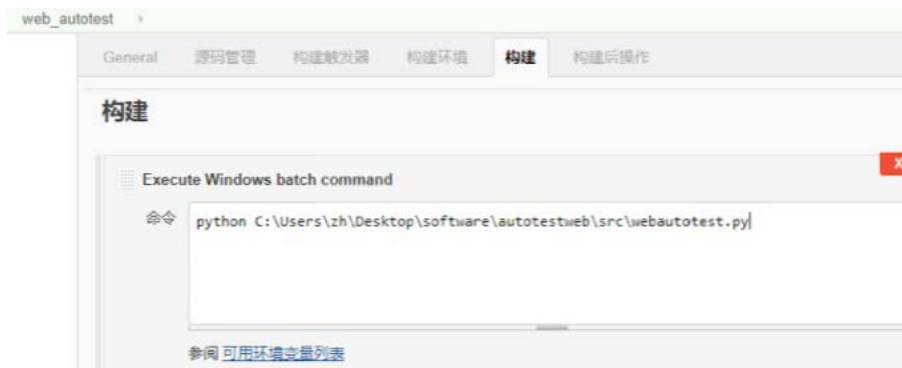 web_autotest
General 源码管理 构建触发器 构建环境 构建 构建后操作
构建
X
Execute Windows batch command
命令 python C:\Users\zh\Desktop\software\autotestweb\src\webautotest.py
参阅 可用环境变量列表